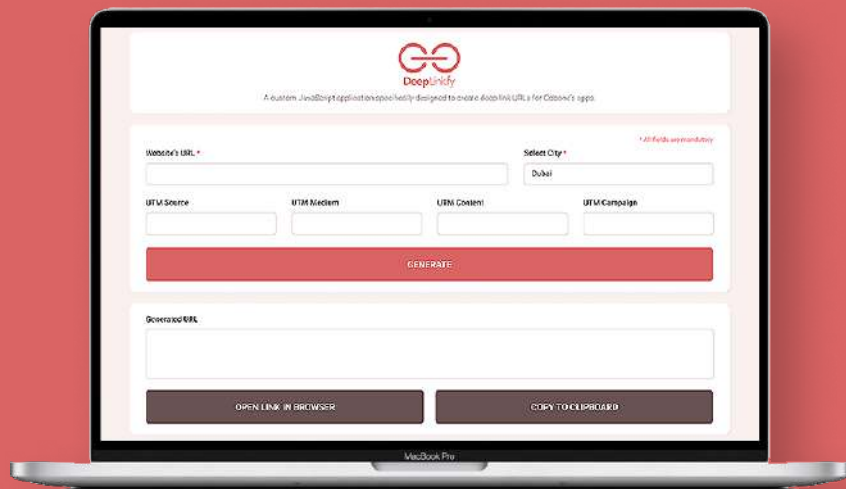 DeepLinkfy
A custom JavaScript application specifically designed to create deep link URLs for Cobone's apps.
* All fields are mandatory
Website's URL *
Select City *
Dubai
UTM Source
UTM Medium
UTM Content
UTM Campaign
GENERATE
Generated URL
OPEN LINK IN BROWSER
COPY TO CLIPBOARD
MacBook Pro